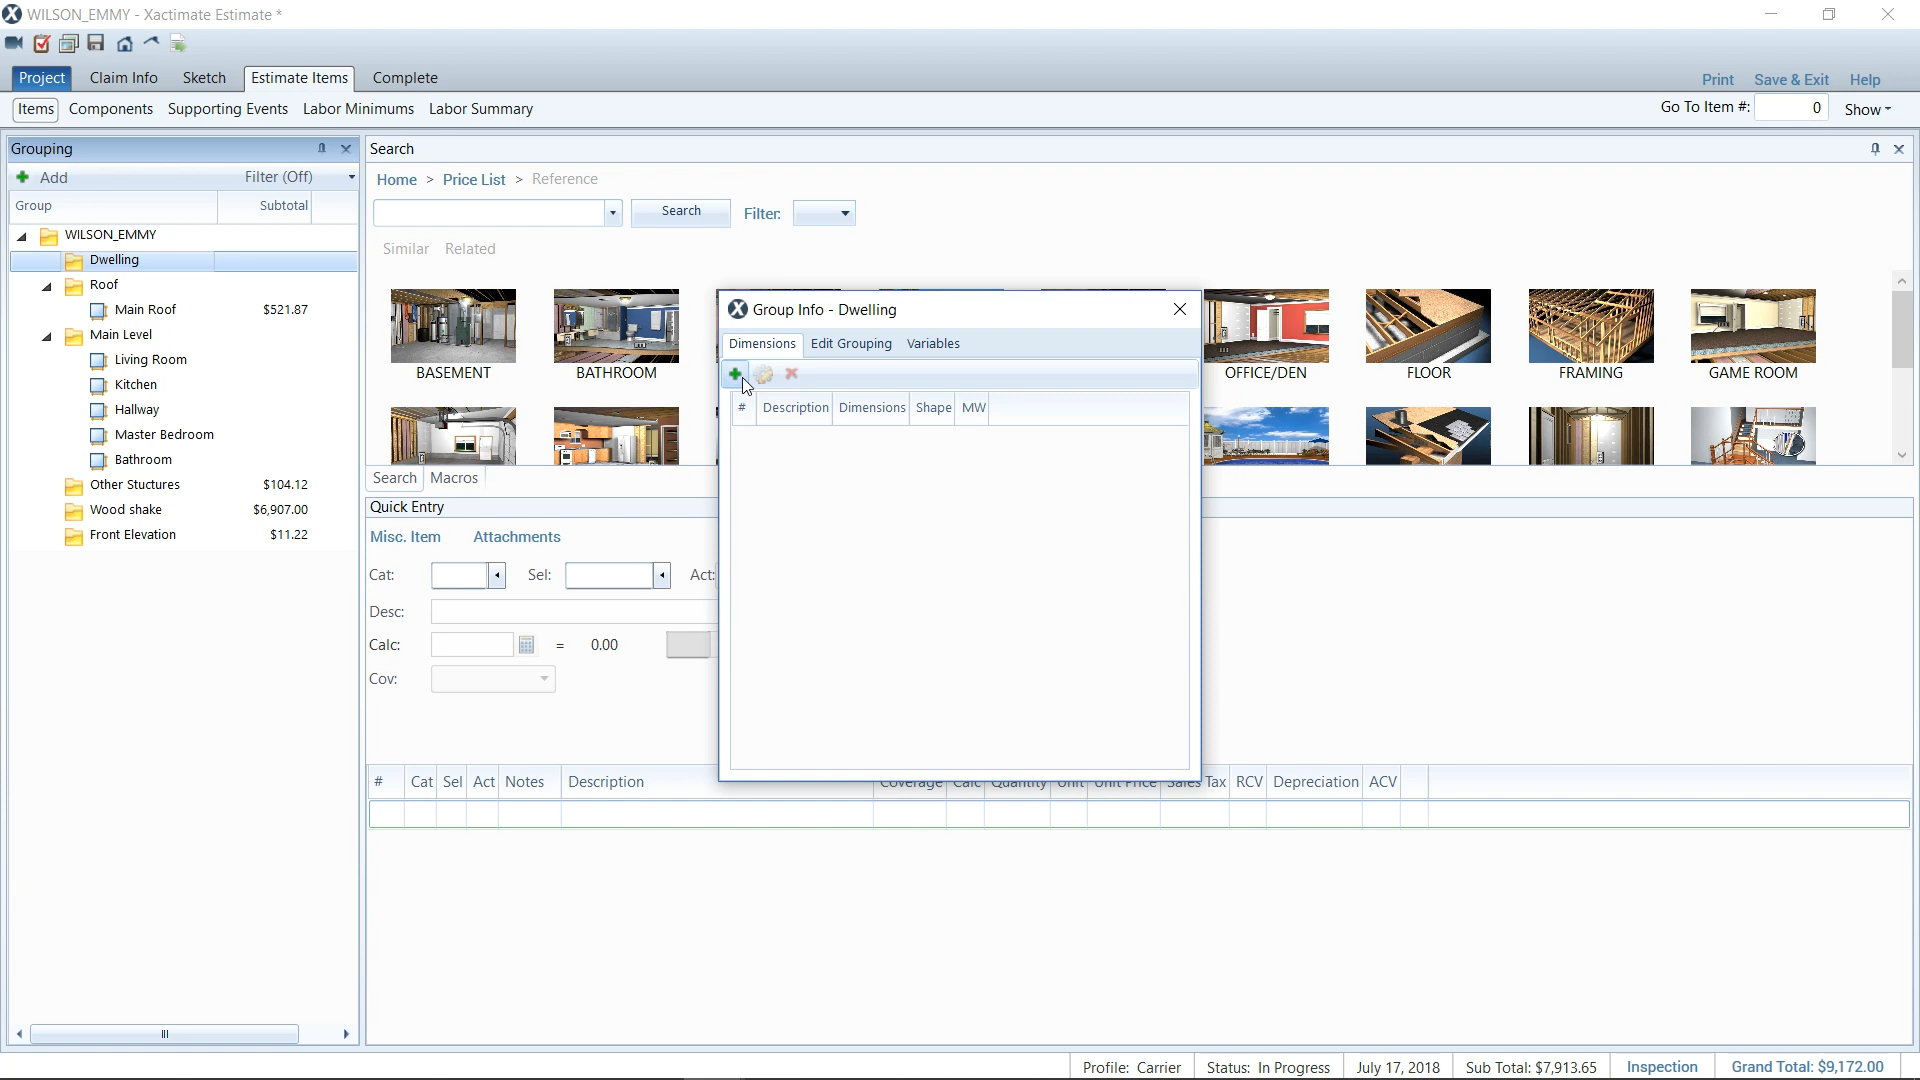 WILSON_EMMY - Xactimate Estimate *
Project Claim Info Sketch Estimate Items Complete
Print Save & Exit Help
Items Components Supporting Events Labor Minimums Labor Summary
Go To Item #: 0 Show
Grouping
Add Filter (Off)
Group Subtotal
WILSON_EMMY
Dwelling
Roof
Main Roof $521.87
Main Level
Living Room
Kitchen
Hallway
Master Bedroom
Bathroom
Other Stuctures $104.12
Wood shake $6,907.00
Front Elevation $11.22
Search
Home > Price List > Reference
Search Filter:
Similar Related
BASEMENT BATHROOM OFFICE/DEN FLOOR FRAMING GAME ROOM
Search Macros
Group Info - Dwelling
Dimensions Edit Grouping Variables
# Description Dimensions Shape MW
Quick Entry
Misc. Item Attachments
Cat: Sel: Act:
Desc:
Calc: = 0.00
Cov:
# Cat Sel Act Notes Description Coverage Calc Quantity Unit Unit Price Sales Tax RCV Depreciation ACV
Profile: Carrier Status: In Progress July 17, 2018 Sub Total: $7,913.65 Inspection Grand Total: $9,172.00